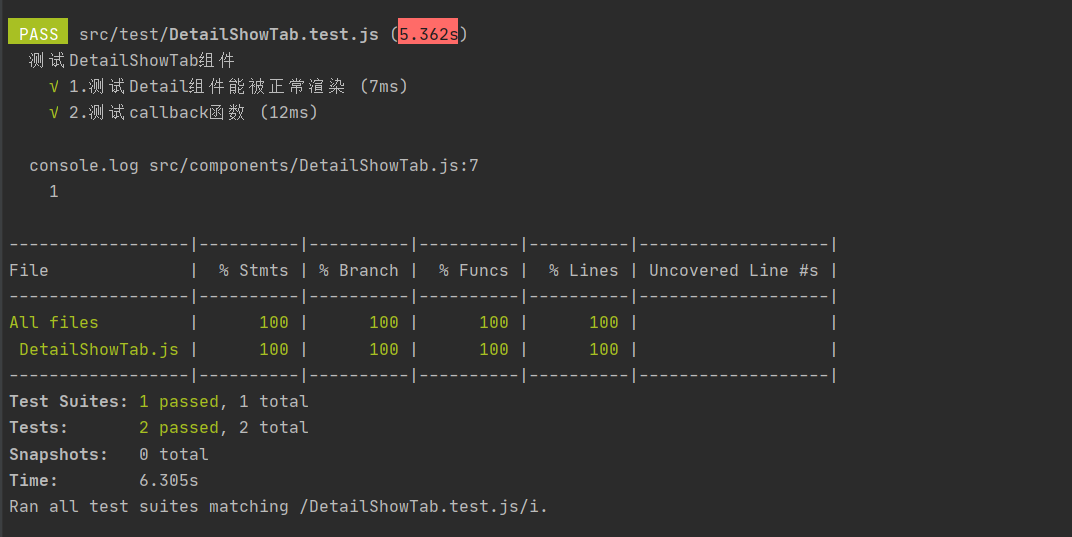 PASS src/test/DetailShowTab.test.js (5.362s)
测试DetailShowTab组件
√ 1.测试Detail组件能被正常渲染 (7ms)
√ 2.测试callback函数 (12ms)
console.log src/components/DetailShowTab.js:7
1
------------------|----------|----------|----------|----------|-------------------|
File              |  % Stmts | % Branch |  % Funcs |  % Lines | Uncovered Line #s |
------------------|----------|----------|----------|----------|-------------------|
All files         |      100 |      100 |      100 |      100 |                   |
 DetailShowTab.js |      100 |      100 |      100 |      100 |                   |
------------------|----------|----------|----------|----------|-------------------|
Test Suites: 1 passed, 1 total
Tests:       2 passed, 2 total
Snapshots:   0 total
Time:        6.305s
Ran all test suites matching /DetailShowTab.test.js/i.